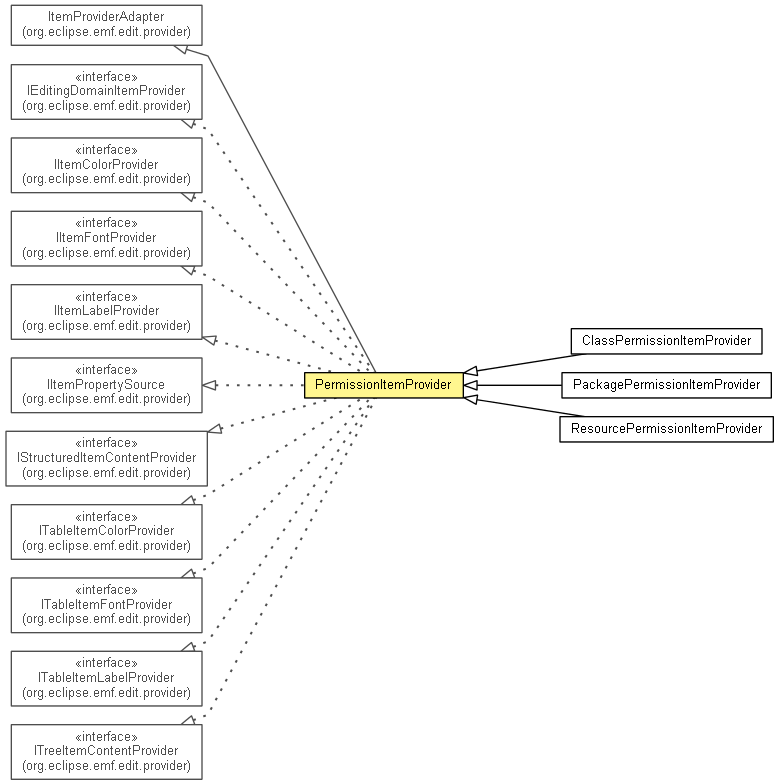 ItemProviderAdapter
(org.eclipse.emf.edit.provider)
«interface»
IEditingDomainItemProvider
(org.eclipse.emf.edit.provider)
«interface»
IItemColorProvider
(org.eclipse.emf.edit.provider)
«interface»
IItemFontProvider
(org.eclipse.emf.edit.provider)
«interface»
IItemLabelProvider
(org.eclipse.emf.edit.provider)
«interface»
IItemPropertySource
(org.eclipse.emf.edit.provider)
«interface»
IStructuredItemContentProvider
(org.eclipse.emf.edit.provider)
«interface»
ITableItemColorProvider
(org.eclipse.emf.edit.provider)
«interface»
ITableItemFontProvider
(org.eclipse.emf.edit.provider)
«interface»
ITableItemLabelProvider
(org.eclipse.emf.edit.provider)
«interface»
ITreeItemContentProvider
(org.eclipse.emf.edit.provider)
PermissionItemProvider
ClassPermissionItemProvider
PackagePermissionItemProvider
ResourcePermissionItemProvider